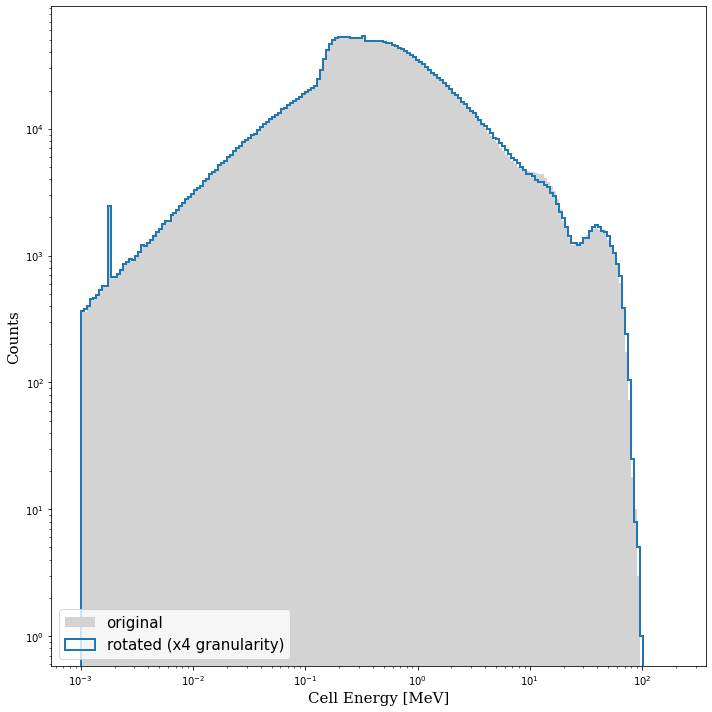 Counts
10⁴
10³
10²
10¹
10⁰
original
rotated (x4 granularity)
10⁻³ 10⁻² 10⁻¹ 10⁰ 10¹ 10²
Cell Energy [MeV]